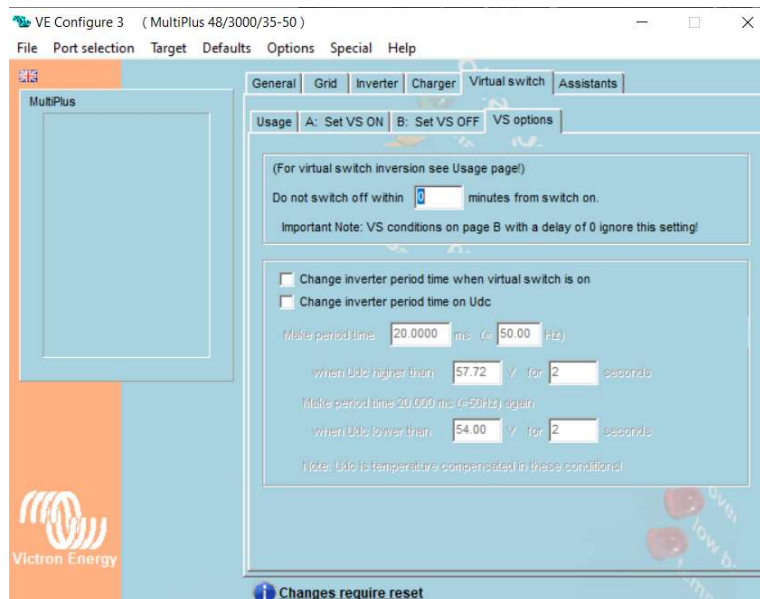 VE Configure 3 ( MultiPlus 48/3000/35-50 )
File Port selection Target Defaults Options Special Help
General Grid Inverter Charger Virtual switch Assistants
MultiPlus
Usage A: Set VS ON B: Set VS OFF VS options
(For virtual switch inversion see Usage page!)
Do not switch off within 0 minutes from switch on.
Important Note: VS conditions on page B with a delay of 0 ignore this setting!
Change inverter period time when virtual switch is on
Change inverter period time on Udc
Make period time 20.0000 ms (= 50.00 Hz)
when Udc higher than 57.72 V for 2 seconds
Make period time 20.000 ms (=50Hz) again
when Udc lower than 54.00 V for 2 seconds
Note: Udc is temperature compensated in these conditions!
Victron Energy
over
low b
temp
Changes require reset